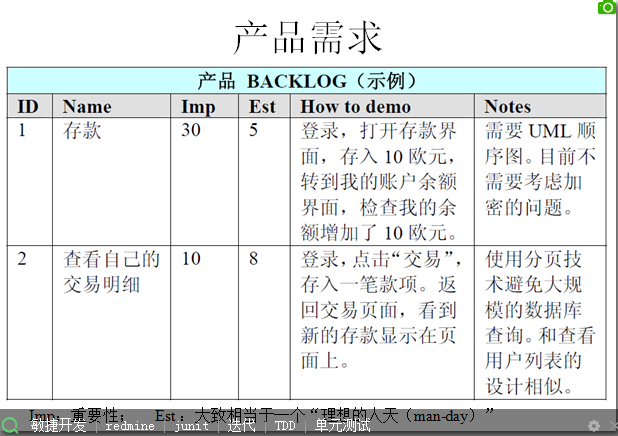 产品需求
产品 BACKLOG（示例）
ID Name Imp Est How to demo Notes
1 存款 30 5 登录，打开存款界面，存入 10 欧元，转到我的账户余额界面，检查我的余额增加了 10 欧元。 需要 UML 顺序图。目前不需要考虑加密的问题。
2 查看自己的交易明细 10 8 登录，点击“交易”，存入一笔款项。返回交易页面，看到新的存款显示在页面上。 使用分页技术避免大规模的数据库查询。和查看用户列表的设计相似。
Imp：重要性； Est：大致相当于一个“理想的人天（man-day）”
敏捷开发 | redmine | junit | 迭代 | TDD | 单元测试